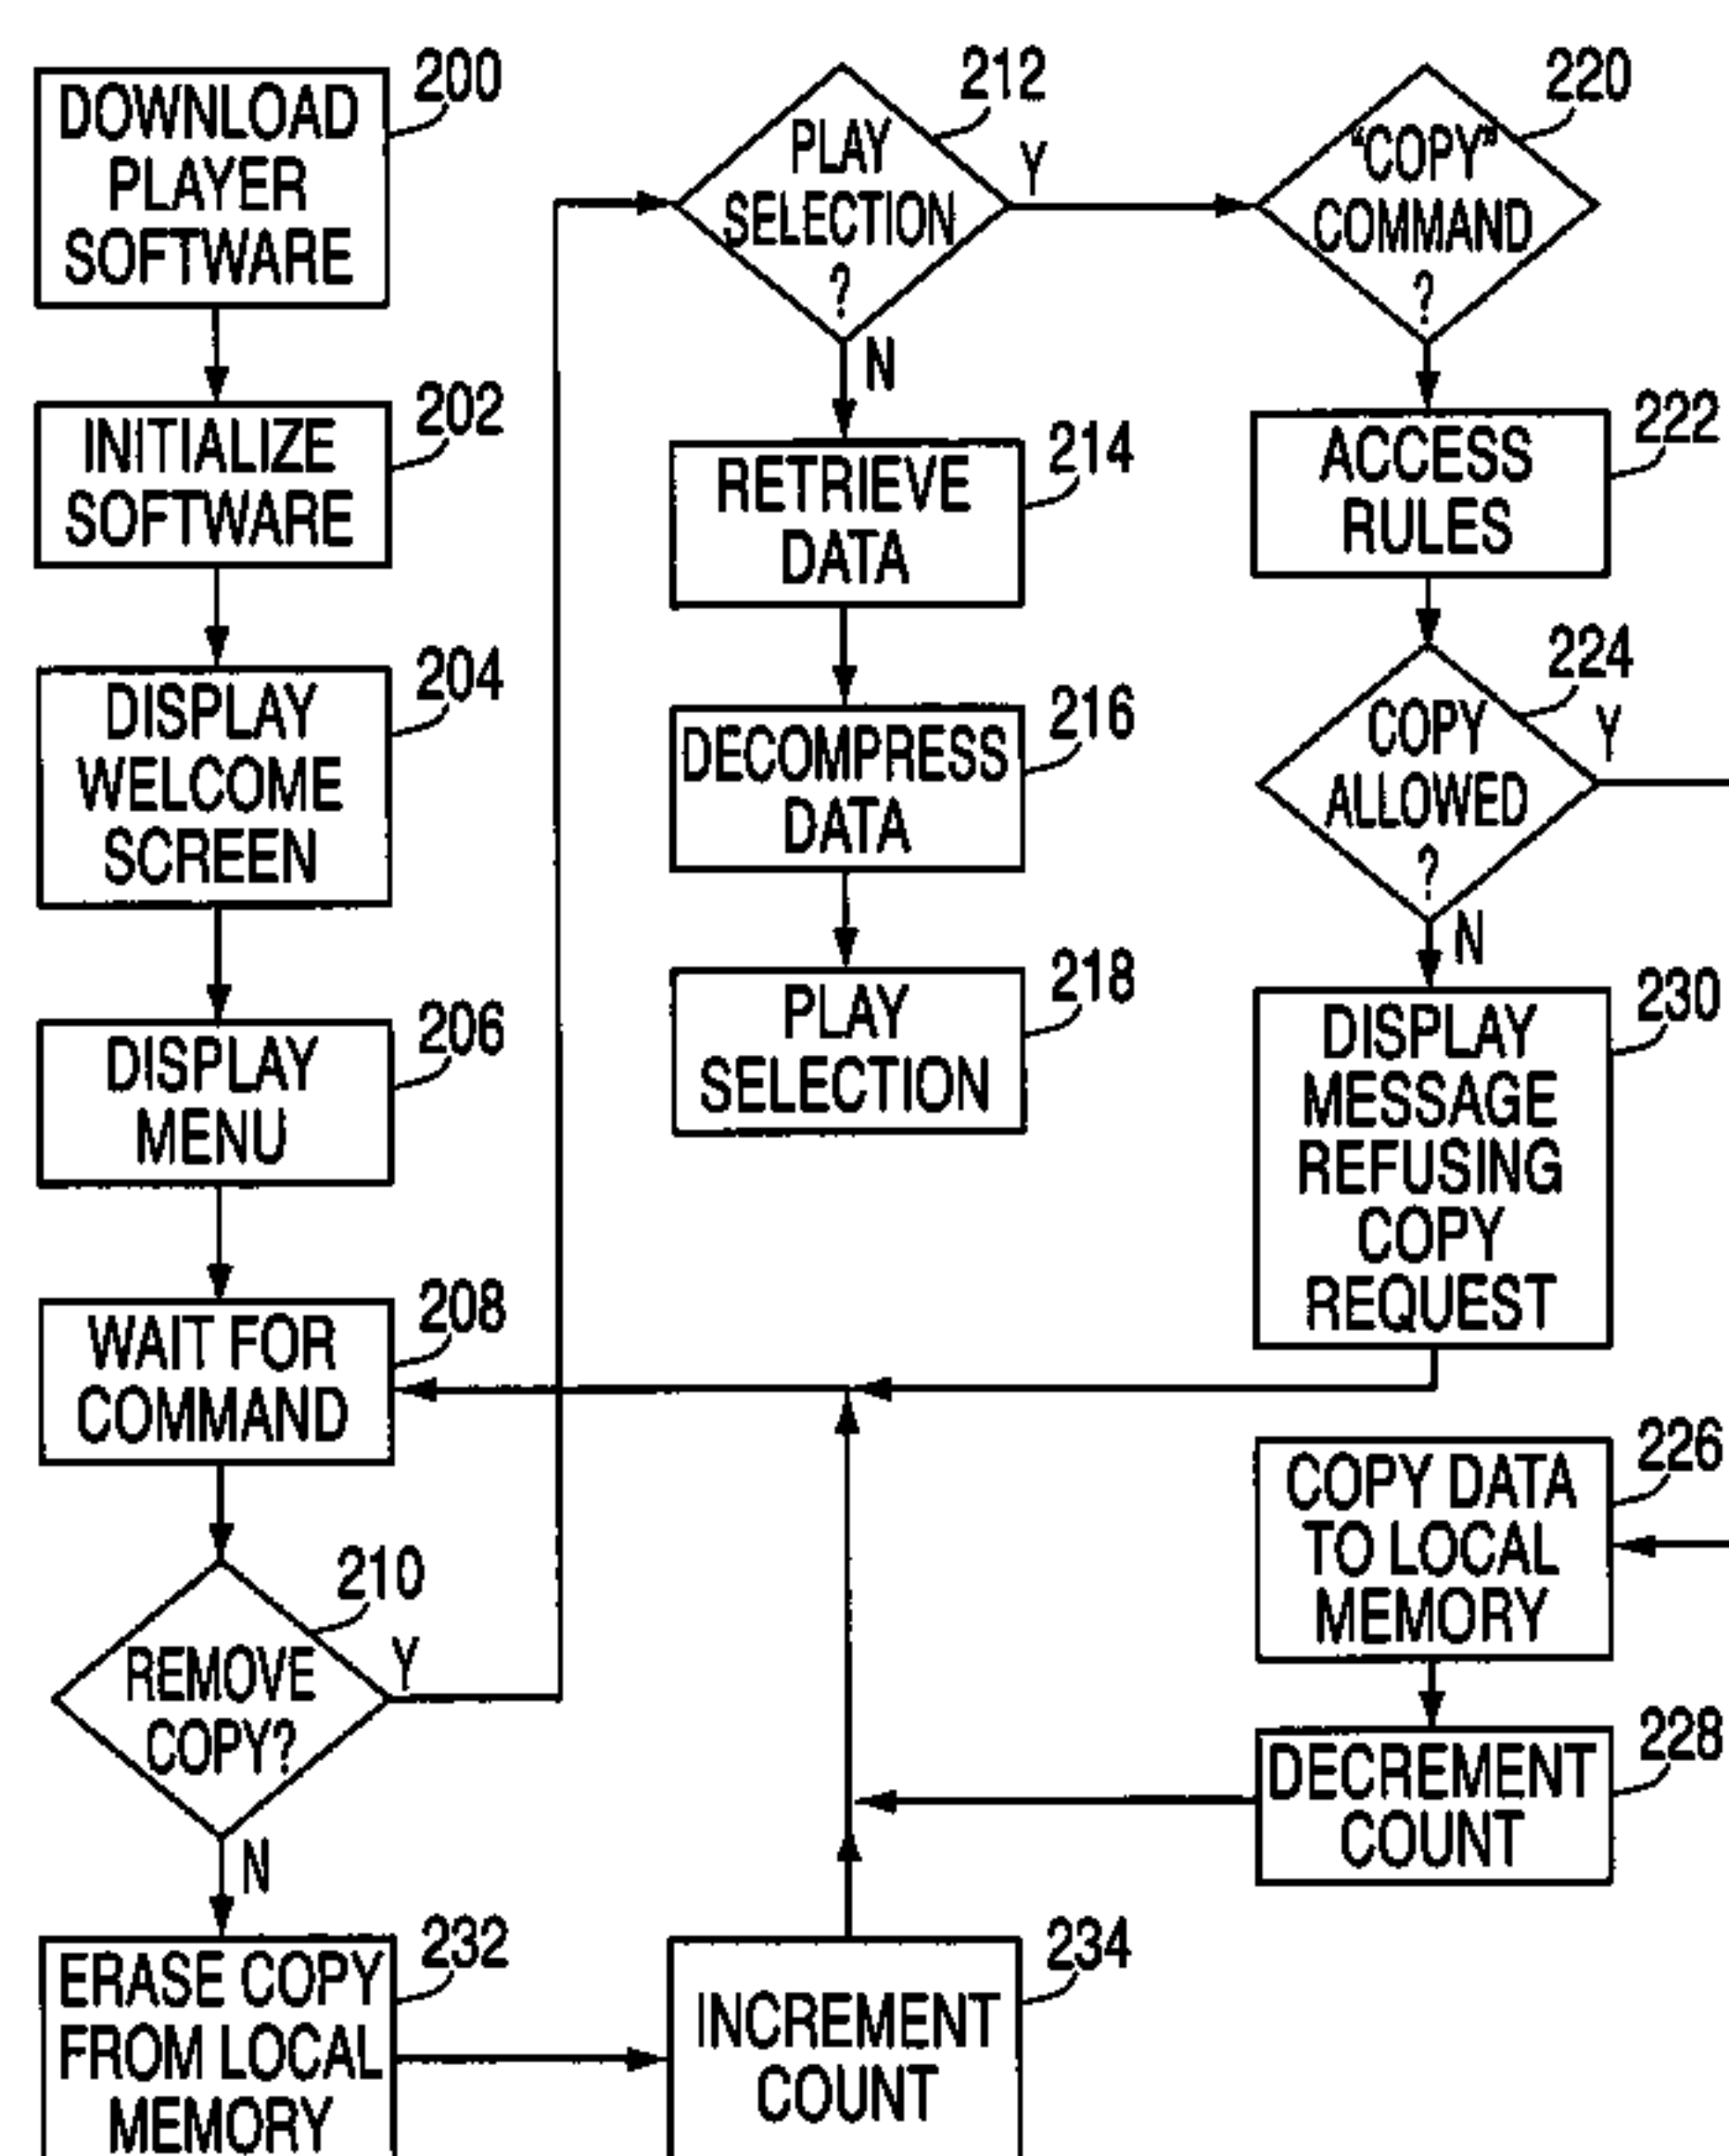 DOWNLOAD
PLAYER
SOFTWARE
200
INITIALIZE
SOFTWARE
202
DISPLAY
WELCOME
SCREEN
204
DISPLAY
MENU
206
WAIT FOR
COMMAND
208
REMOVE
COPY?
210
Y
N
ERASE COPY
FROM LOCAL
MEMORY
232
INCREMENT
COUNT
234
PLAY
SELECTION
?
212
Y
N
RETRIEVE
DATA
214
DECOMPRESS
DATA
216
PLAY
SELECTION
218
“COPY”
COMMAND
?
220
ACCESS
RULES
222
COPY
ALLOWED
?
224
Y
N
DISPLAY
MESSAGE
REFUSING
COPY
REQUEST
230
COPY DATA
TO LOCAL
MEMORY
226
DECREMENT
COUNT
228